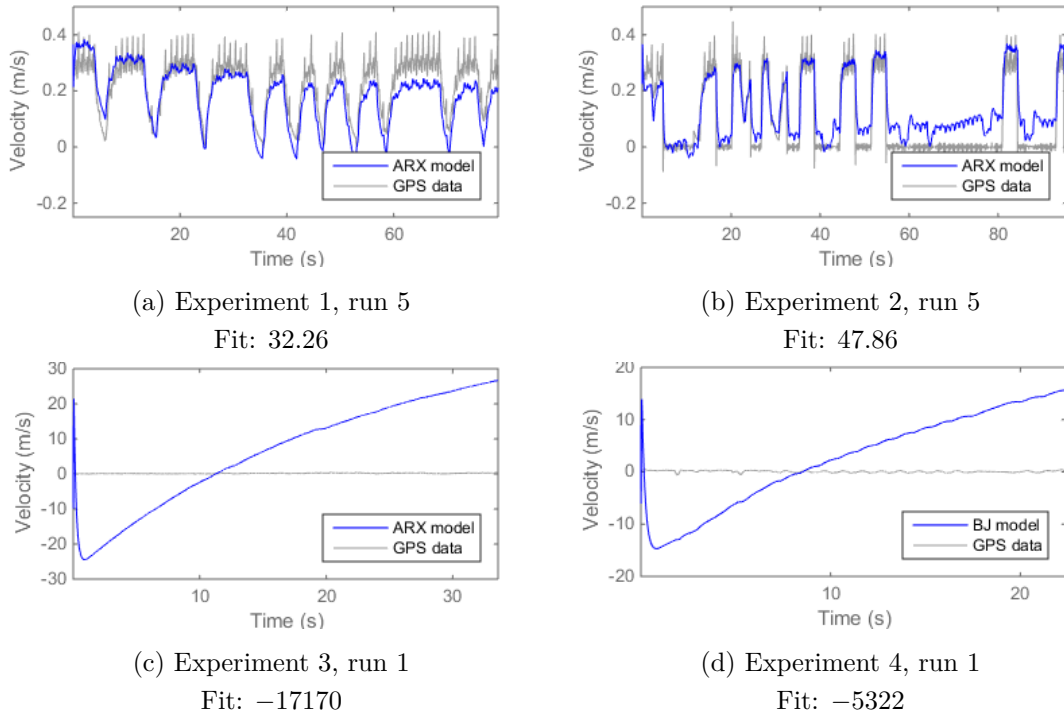 0.4
0.2
0
-0.2
Velocity (m/s)
20 40 60
Time (s)
ARX model
GPS data
(a) Experiment 1, run 5
Fit: 32.26
0.4
0.2
0
-0.2
Velocity (m/s)
20 40 60 80
Time (s)
ARX model
GPS data
(b) Experiment 2, run 5
Fit: 47.86
30
20
10
0
-10
-20
-30
Velocity (m/s)
10 20 30
Time (s)
ARX model
GPS data
(c) Experiment 3, run 1
Fit: −17170
20
10
0
-10
-20
Velocity (m/s)
10 20
Time (s)
BJ model
GPS data
(d) Experiment 4, run 1
Fit: −5322